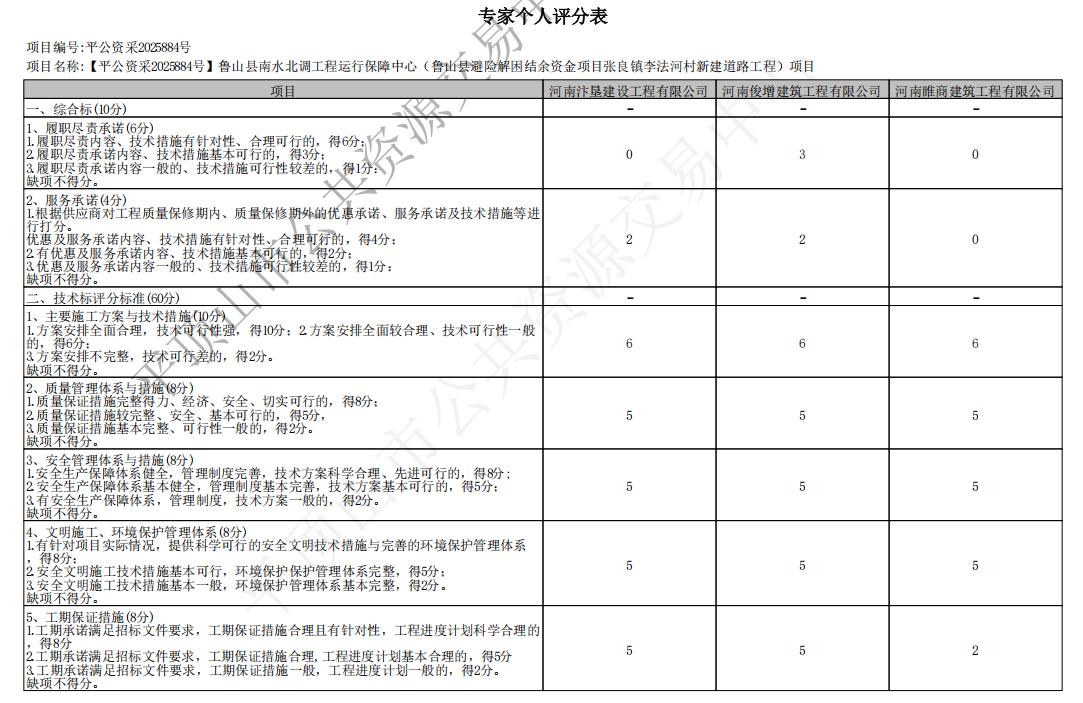 专家个人评分表
项目编号:平公资采2025884号
项目名称:【平公资采2025884号】鲁山县南水北调工程运行保障中心（鲁山县避险解困结余资金项目张良镇李法河村新建道路工程）项目
项目 河南汴垦建设工程有限公司 河南俊增建筑工程有限公司 河南睢商建筑工程有限公司
一、综合标(10分) - - -
1、履职尽责承诺(6分)
1.履职尽责内容、技术措施有针对性、合理可行的，得6分；
2.履职尽责承诺内容、技术措施基本可行的，得3分；
3.履职尽责承诺内容一般的、技术措施可行性较差的，得1分；
缺项不得分。
0 3 0
2、服务承诺(4分)
1.根据供应商对工程质量保修期内、质量保修期外的优惠承诺、服务承诺及技术措施等进
行打分。
优惠及服务承诺内容、技术措施有针对性、合理可行的，得4分；
2.有优惠及服务承诺内容、技术措施基本可行的，得2分；
3.优惠及服务承诺内容一般的、技术措施可行性较差的，得1分；
缺项不得分。
2 2 0
二、技术标评分标准(60分) - - -
1、主要施工方案与技术措施(10分)
1.方案安排全面合理，技术可行性强，得10分；2.方案安排全面较合理、技术可行性一般
的，得6分；
3.方案安排不完整，技术可行差的，得2分。
缺项不得分。
6 6 6
2、质量管理体系与措施(8分)
1.质量保证措施完整得力、经济、安全、切实可行的，得8分；
2.质量保证措施较完整、安全、基本可行的，得5分，
3.质量保证措施基本完整、可行性一般的，得2分。
缺项不得分。
5 5 5
3、安全管理体系与措施(8分)
1.安全生产保障体系健全，管理制度完善，技术方案科学合理、先进可行的，得8分；
2.安全生产保障体系基本健全，管理制度基本完善，技术方案基本可行的，得5分；
3.有安全生产保障体系，管理制度，技术方案一般的，得2分。
缺项不得分。
5 5 5
4、文明施工、环境保护管理体系(8分)
1.有针对项目实际情况，提供科学可行的安全文明技术措施与完善的环境保护管理体系
，得8分；
2.安全文明施工技术措施基本可行，环境保护保护管理体系完整，得5分；
3.安全文明施工技术措施基本一般，环境保护管理体系基本完整，得2分。
缺项不得分。
5 5 5
5、工期保证措施(8分)
1.工期承诺满足招标文件要求，工期保证措施合理且有针对性，工程进度计划科学合理的
，得8分
2.工期承诺满足招标文件要求，工期保证措施合理,工程进度计划基本合理的，得5分
3.工期承诺满足招标文件要求，工期保证措施一般，工程进度计划一般的，得2分。
缺项不得分。
5 5 2
平顶山市公共资源交易中
平顶山市公共资源交易中心